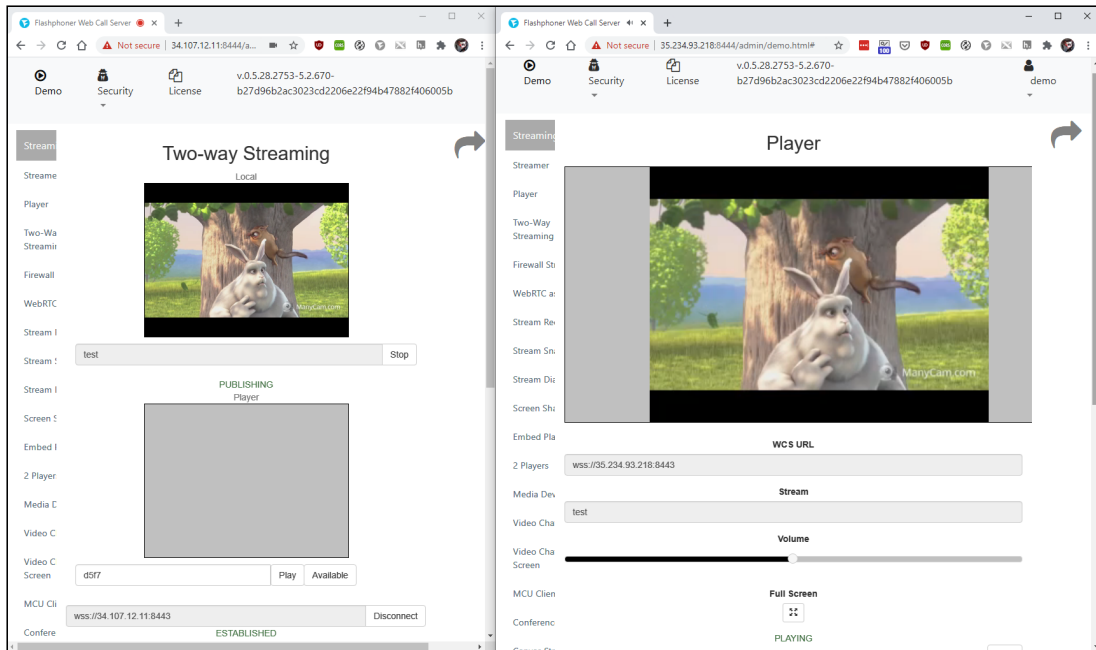 Flashphoner Web Call Server
Not secure | 34.107.12.11:8444/a...
Demo
Security
License
v.0.5.28.2753-5.2.670-
b27d96b2ac3023cd2206e22f94b47882f406005b
Stream
Streame
Player
Two-Wa
Streamin
Firewall
WebRTC
Stream I
Stream S
Stream I
Screen S
Embed I
2 Player
Media D
Video C
Video C
Screen
MCU Cli
Confere
Two-way Streaming
Local
ManyCam.com
test
Stop
PUBLISHING
Player
d5f7
Play
Available
wss://34.107.12.11:8443
Disconnect
ESTABLISHED
Flashphoner Web Call Server
Not secure | 35.234.93.218:8444/admin/demo.html#
100
Demo
Security
License
v.0.5.28.2753-5.2.670-
b27d96b2ac3023cd2206e22f94b47882f406005b
demo
Streaming
Streamer
Player
Two-Way
Streaming
Firewall Str
WebRTC as
Stream Rec
Stream Sna
Stream Dia
Screen Sha
Embed Pla
2 Players
Media Dev
Video Cha
Video Cha
Screen
MCU Clien
Conferenc
Player
ManyCam.com
WCS URL
wss://35.234.93.218:8443
Stream
test
Volume
Full Screen
PLAYING